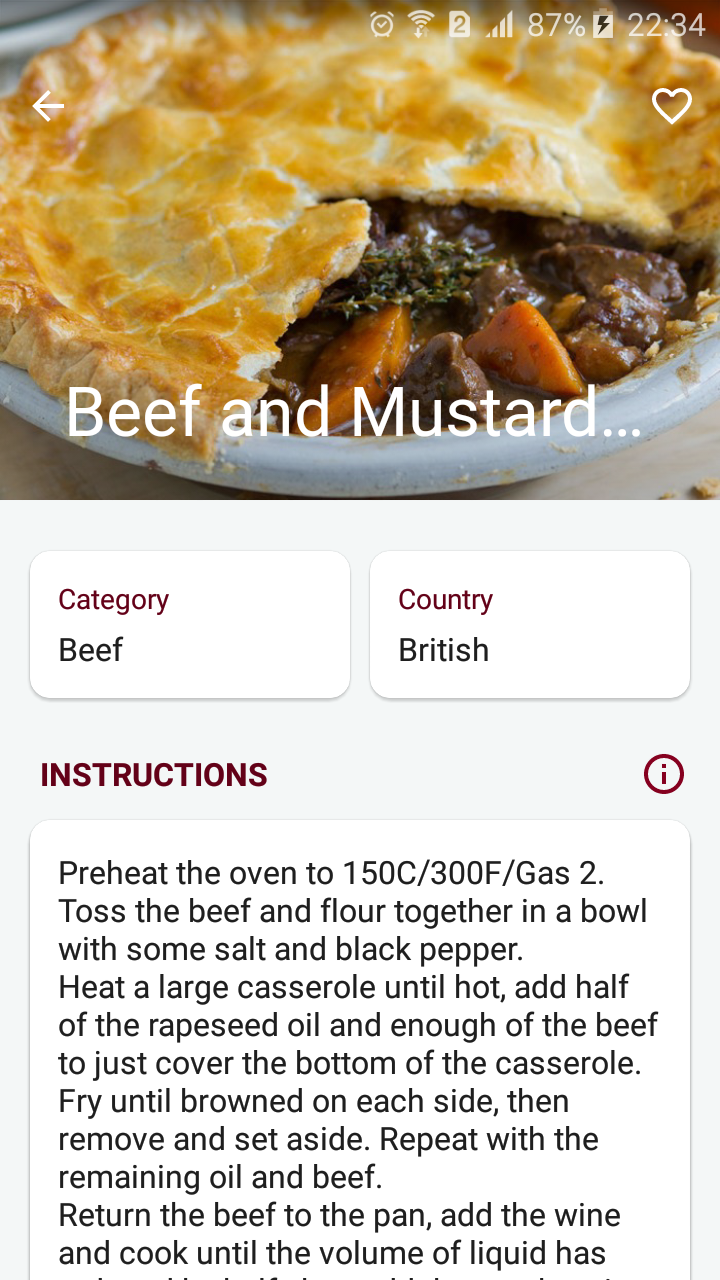 2 87% 22:34
Beef and Mustard...
Category
Beef
Country
British
INSTRUCTIONS
Preheat the oven to 150C/300F/Gas 2.
Toss the beef and flour together in a bowl
with some salt and black pepper.
Heat a large casserole until hot, add half
of the rapeseed oil and enough of the beef
to just cover the bottom of the casserole.
Fry until browned on each side, then
remove and set aside. Repeat with the
remaining oil and beef.
Return the beef to the pan, add the wine
and cook until the volume of liquid has